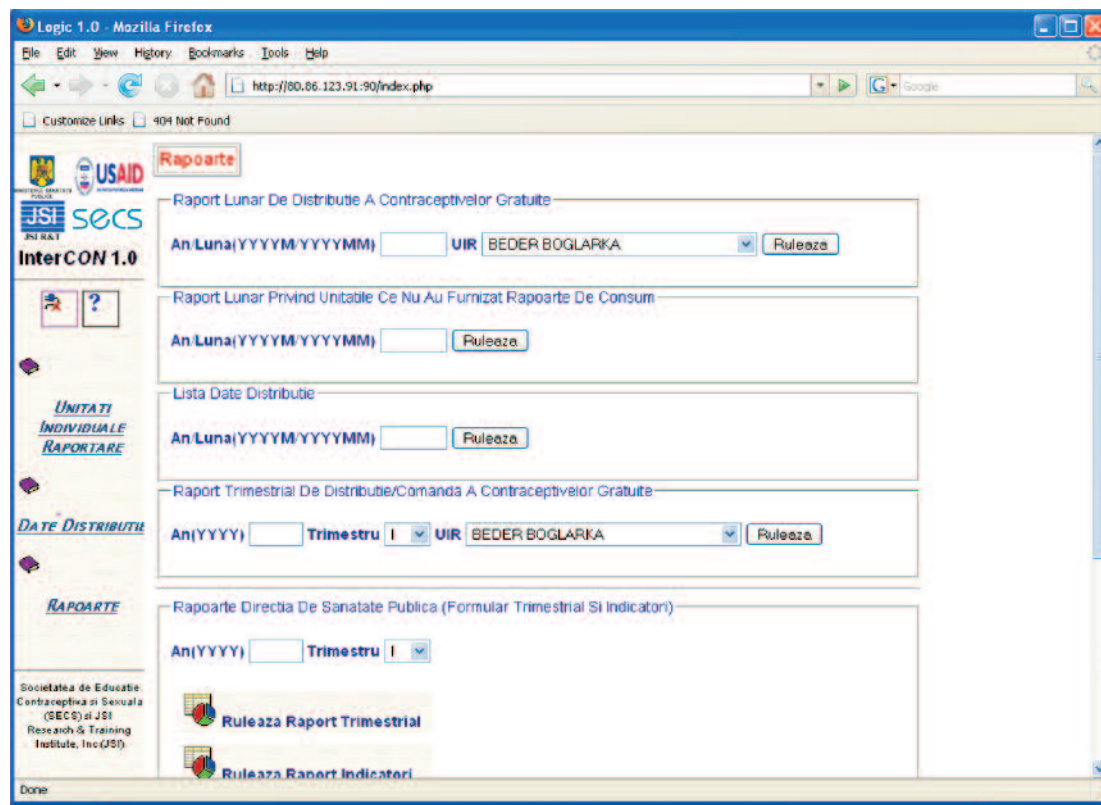 Logic 1.0 - Mozilla Firefox
File Edit View History Bookmarks Tools Help
http://80.86.123.91:90/index.php
G Google
Customize Links 404 Not Found
USAID
JSI secs
JSI R&T
InterCON 1.0
?
UNITATI
INDIVIDUALE
RAPORTARE
DATE DISTRIBUTIE
RAPOARTE
Societatea de Educatie
Contraceptiva si Sexuala
(SECS) si JSI
Research & Training
Institute, Inc (JSI)
Rapoarte
Raport Lunar De Distributie A Contraceptivelor Gratuite
An/Luna(YYYYM/YYYYMM) UIR BEDER BOGLARKA Ruleaza
Raport Lunar Privind Unitatile Ce Nu Au Furnizat Rapoarte De Consum
An/Luna(YYYYM/YYYYMM) Ruleaza
Lista Date Distributie
An/Luna(YYYYM/YYYYMM) Ruleaza
Raport Trimestrial De Distributie/Comanda A Contraceptivelor Gratuite
An(YYYY) Trimestru I UIR BEDER BOGLARKA Ruleaza
Rapoarte Directia De Sanatate Publica (Formular Trimestrial Si Indicatori)
An(YYYY) Trimestru I
Ruleaza Raport Trimestrial
Ruleaza Raport Indicatori
Done